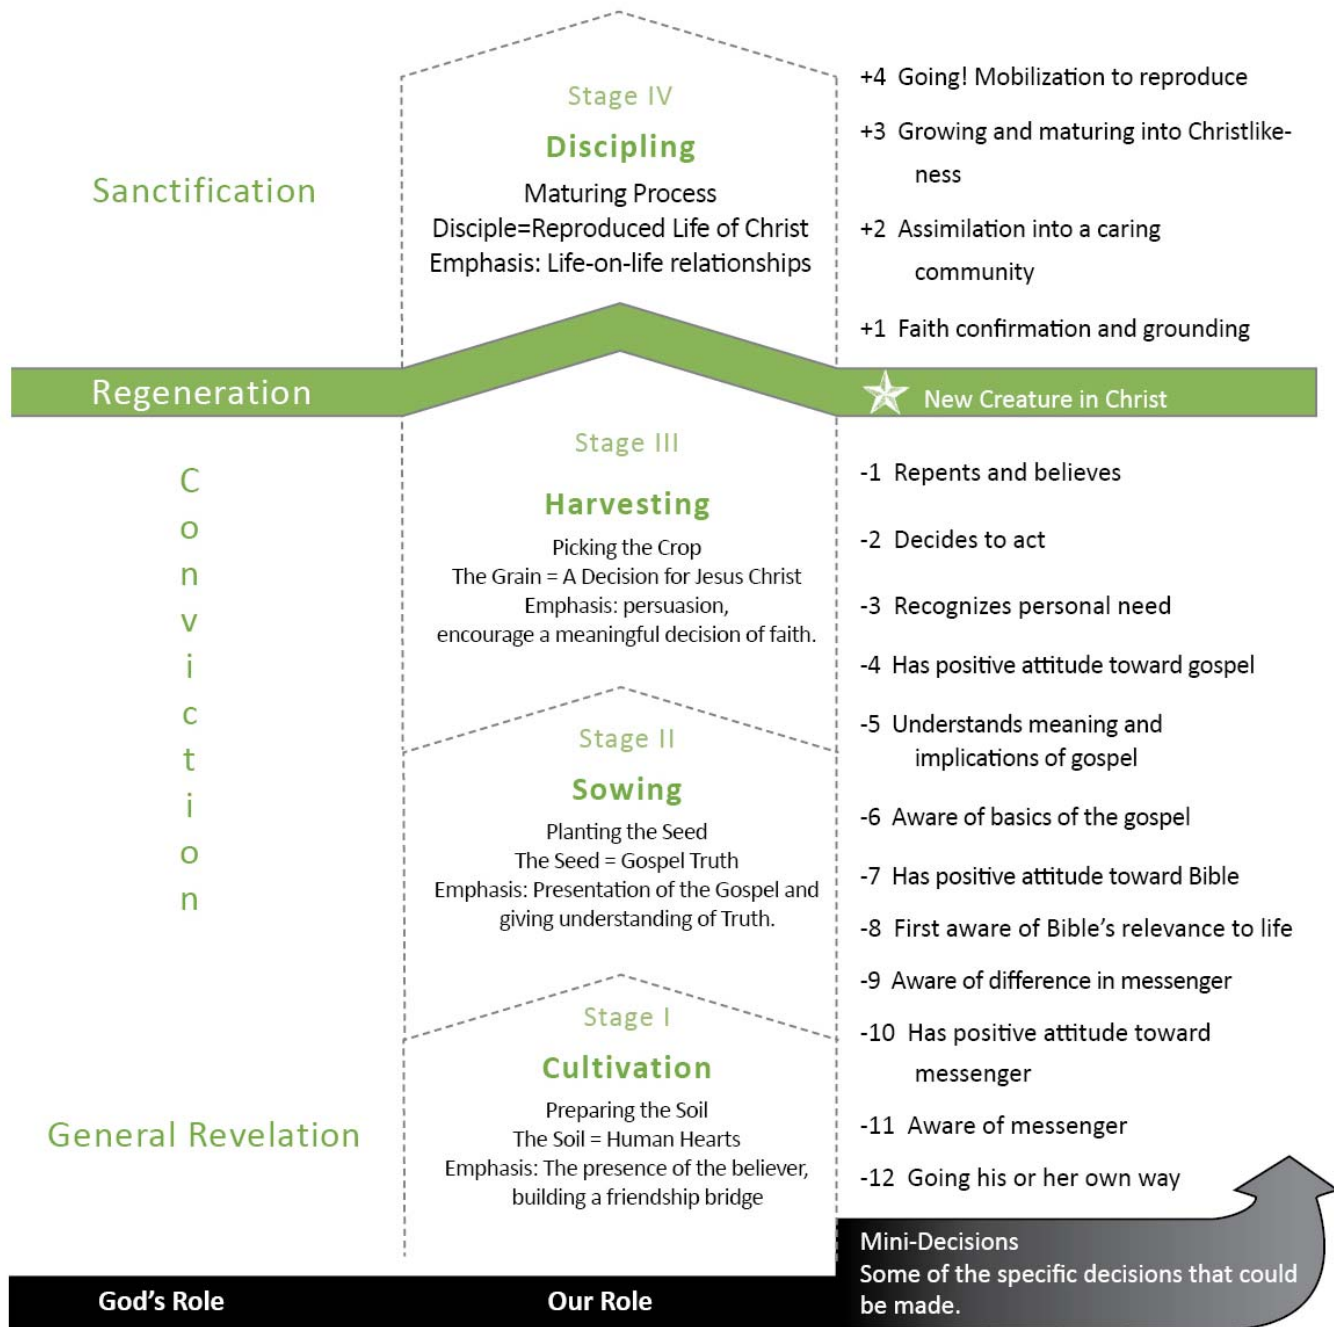 Sanctification
Regeneration
Conviction
General Revelation
God's Role
Stage IV
Discipling
Maturing Process
Disciple=Reproduced Life of Christ
Emphasis: Life-on-life relationships
Stage III
Harvesting
Picking the Crop
The Grain = A Decision for Jesus Christ
Emphasis: persuasion,
encourage a meaningful decision of faith.
Stage II
Sowing
Planting the Seed
The Seed = Gospel Truth
Emphasis: Presentation of the Gospel and
giving understanding of Truth.
Stage I
Cultivation
Preparing the Soil
The Soil = Human Hearts
Emphasis: The presence of the believer,
building a friendship bridge
Our Role
+4 Going! Mobilization to reproduce
+3 Growing and maturing into Christlike-
ness
+2 Assimilation into a caring
community
+1 Faith confirmation and grounding
New Creature in Christ
-1 Repents and believes
-2 Decides to act
-3 Recognizes personal need
-4 Has positive attitude toward gospel
-5 Understands meaning and
implications of gospel
-6 Aware of basics of the gospel
-7 Has positive attitude toward Bible
-8 First aware of Bible's relevance to life
-9 Aware of difference in messenger
-10 Has positive attitude toward
messenger
-11 Aware of messenger
-12 Going his or her own way
Mini-Decisions
Some of the specific decisions that could
be made.